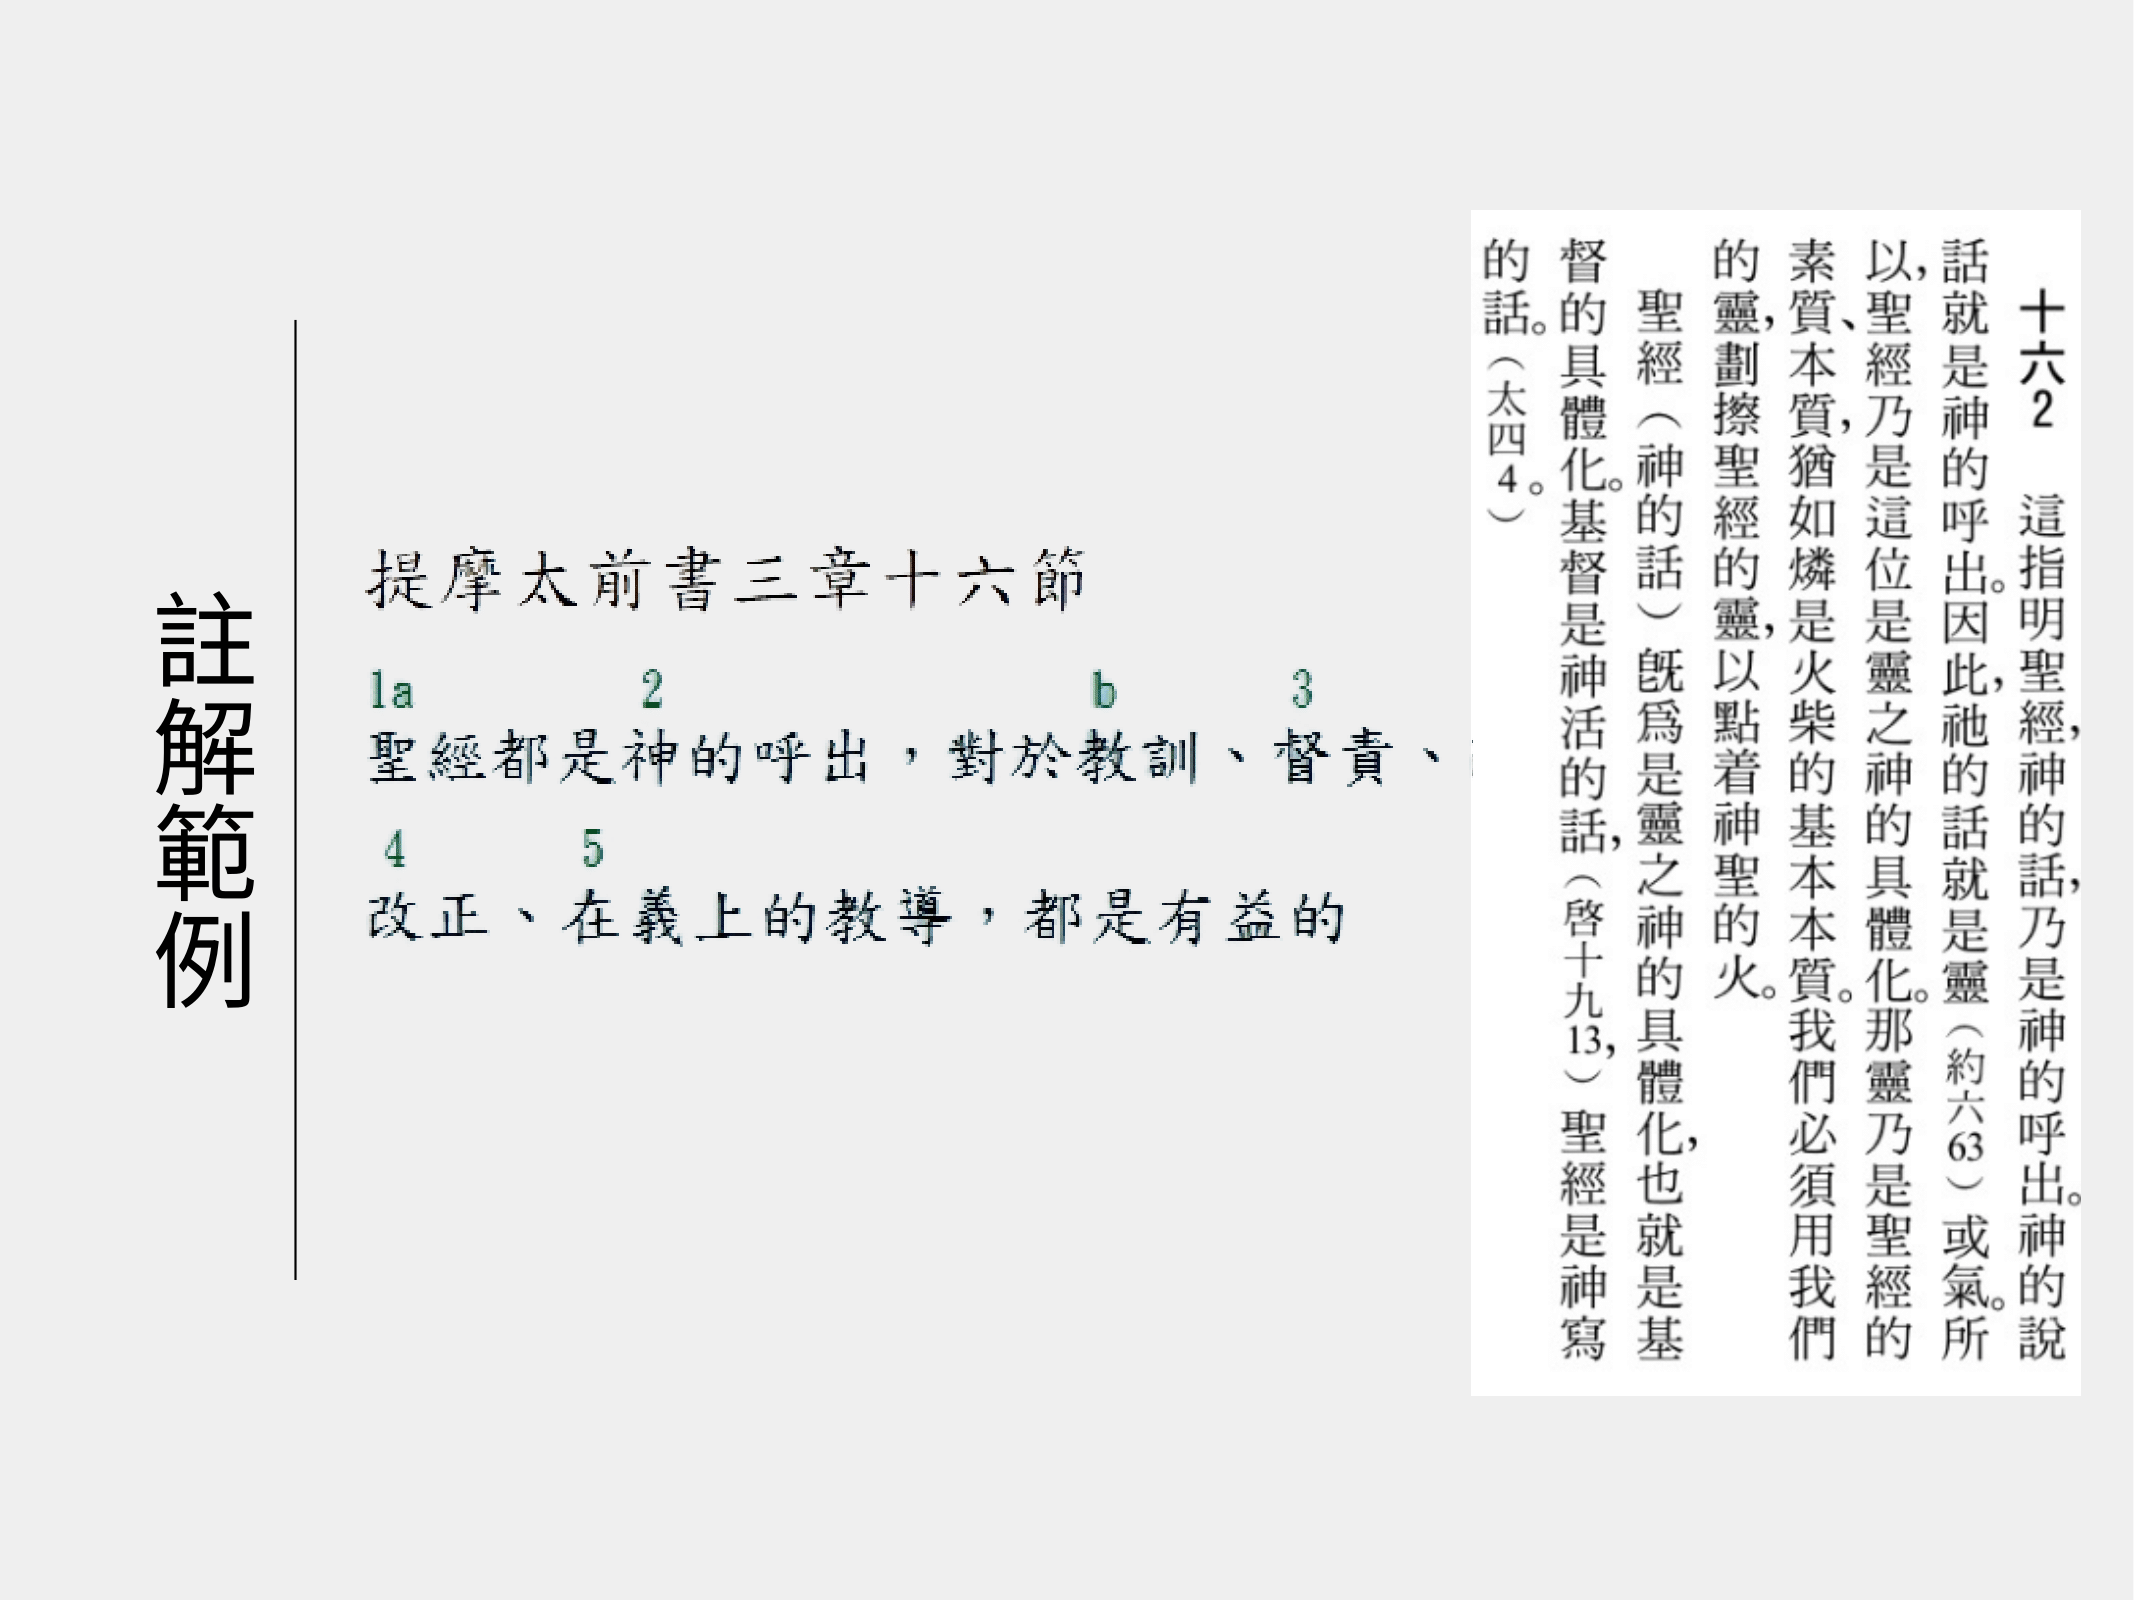 註解範例
提摩太前書三章十六節
1a 2 b 3
聖經都是神的呼出，對於教訓、督責、
4 5
改正、在義上的教導，都是有益的
十六2　這指明聖經，神的話，乃是神的呼出。神的說
話就是神的呼出。因此，祂的話就是靈（約六63）或氣。所
以，聖經乃是這位是靈之神的具體化。那靈乃是聖經的
素質、本質，猶如燐是火柴的基本本質。我們必須用我們
的靈，劃擦聖經的靈，以點着神聖的火。
聖經（神的話）既爲是靈之神的具體化，也就是基
督的具體化。基督是神活的話，（啓十九13，）聖經是神寫
的話。（太四4。）